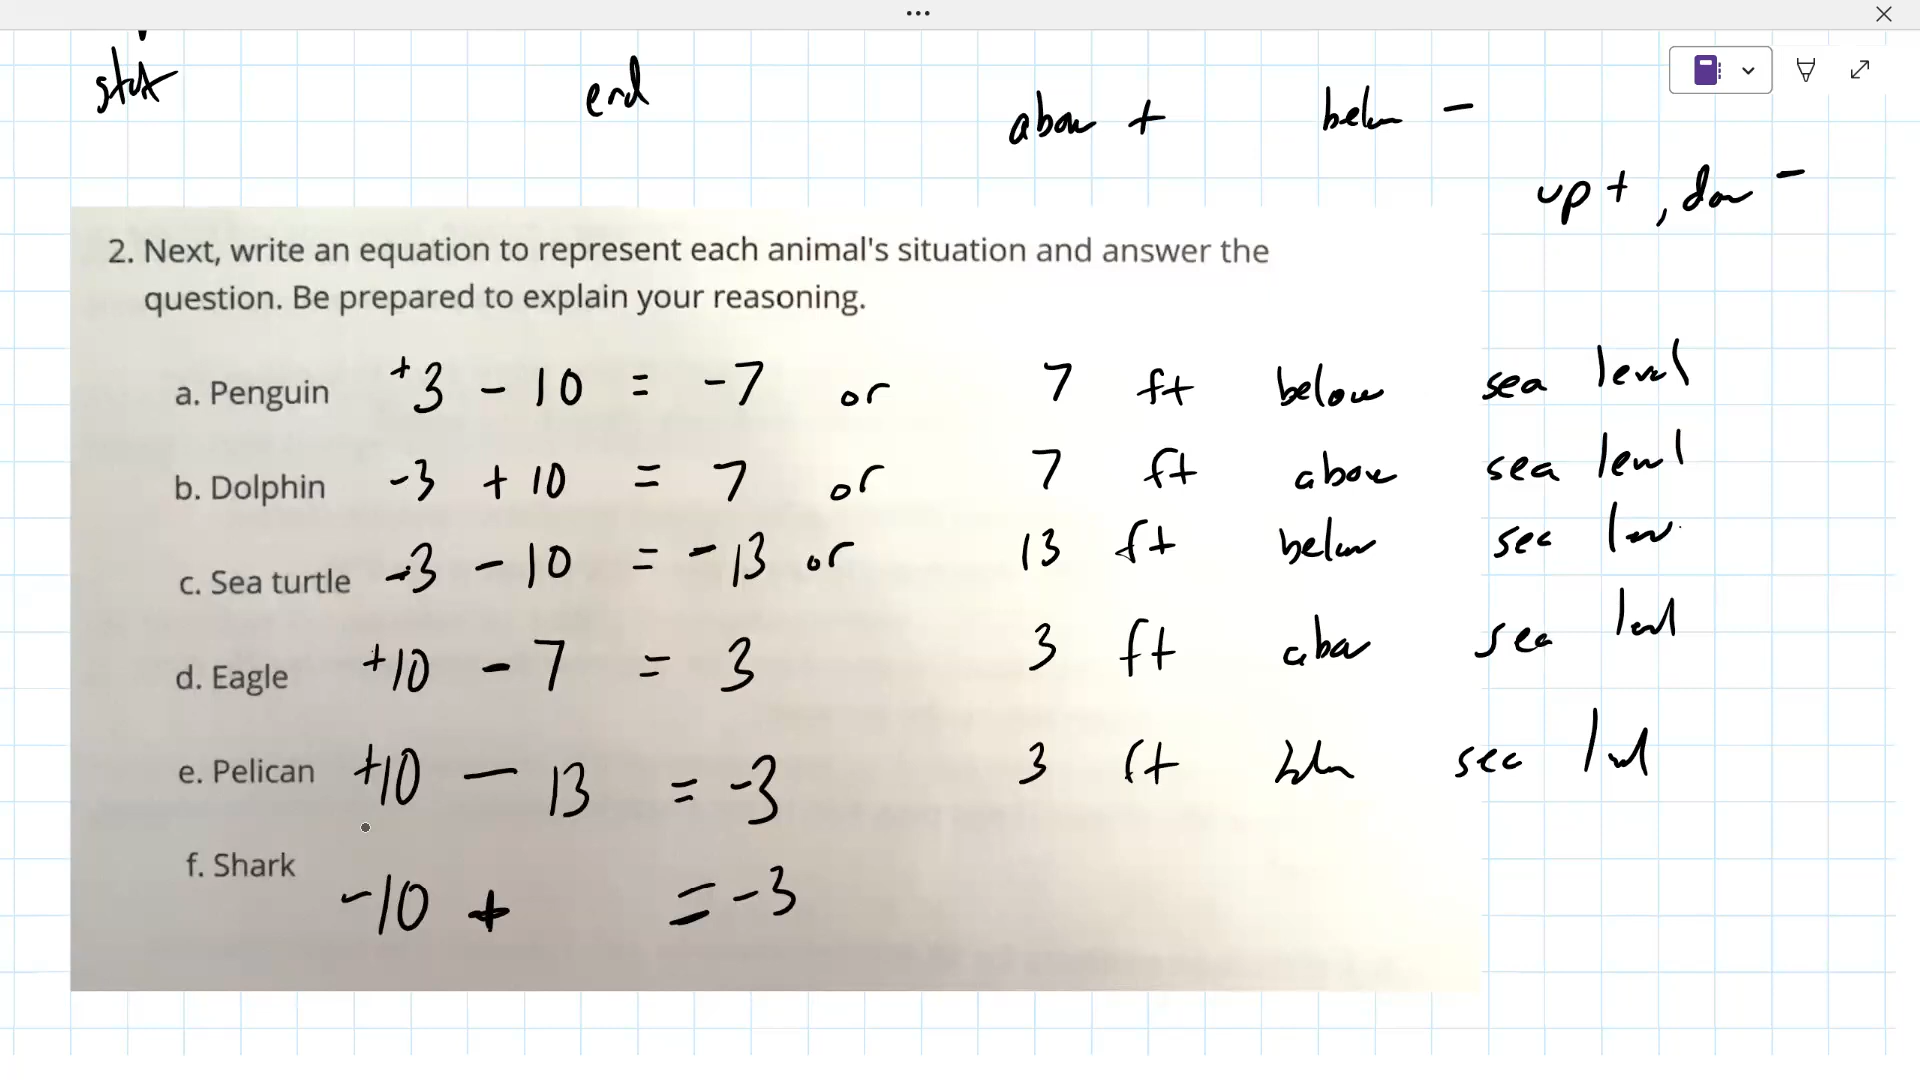 start end
above + below -
up +, down -
2. Next, write an equation to represent each animal's situation and answer the
question. Be prepared to explain your reasoning.
a. Penguin +3 - 10 = -7 or 7 ft below sea level
b. Dolphin -3 + 10 = 7 or 7 ft above sea level
c. Sea turtle -3 - 10 = -13 or 13 ft below sea level
d. Eagle +10 - 7 = 3 3 ft above sea level
e. Pelican +10 - 13 = -3 3 ft below sea level
f. Shark -10 + = -3